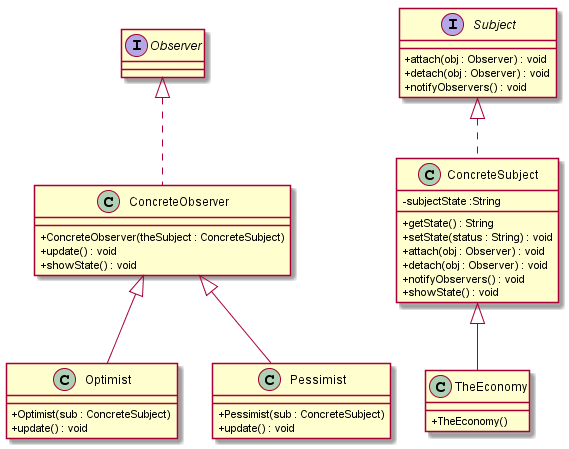 I Observer
I Subject
+attach(obj : Observer) : void
+detach(obj : Observer) : void
+notifyObservers() : void
C ConcreteObserver
+ConcreteObserver(theSubject : ConcreteSubject)
+update() : void
+showState() : void
C ConcreteSubject
-subjectState :String
+getState() : String
+setState(status : String) : void
+attach(obj : Observer) : void
+detach(obj : Observer) : void
+notifyObservers() : void
+showState() : void
C Optimist
+Optimist(sub : ConcreteSubject)
+update() : void
C Pessimist
+Pessimist(sub : ConcreteSubject)
+update() : void
C TheEconomy
+TheEconomy()